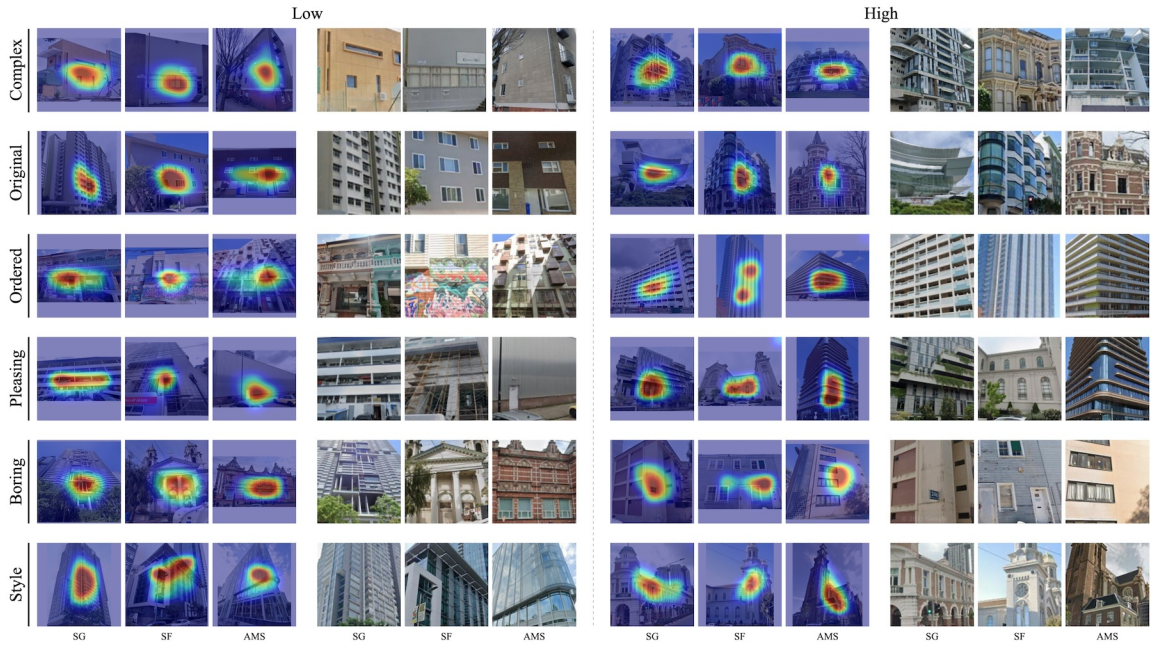 Low High
Complex
Original
Ordered
Pleasing
Boring
Style
SG SF AMS SG SF AMS SG SF AMS SG SF AMS